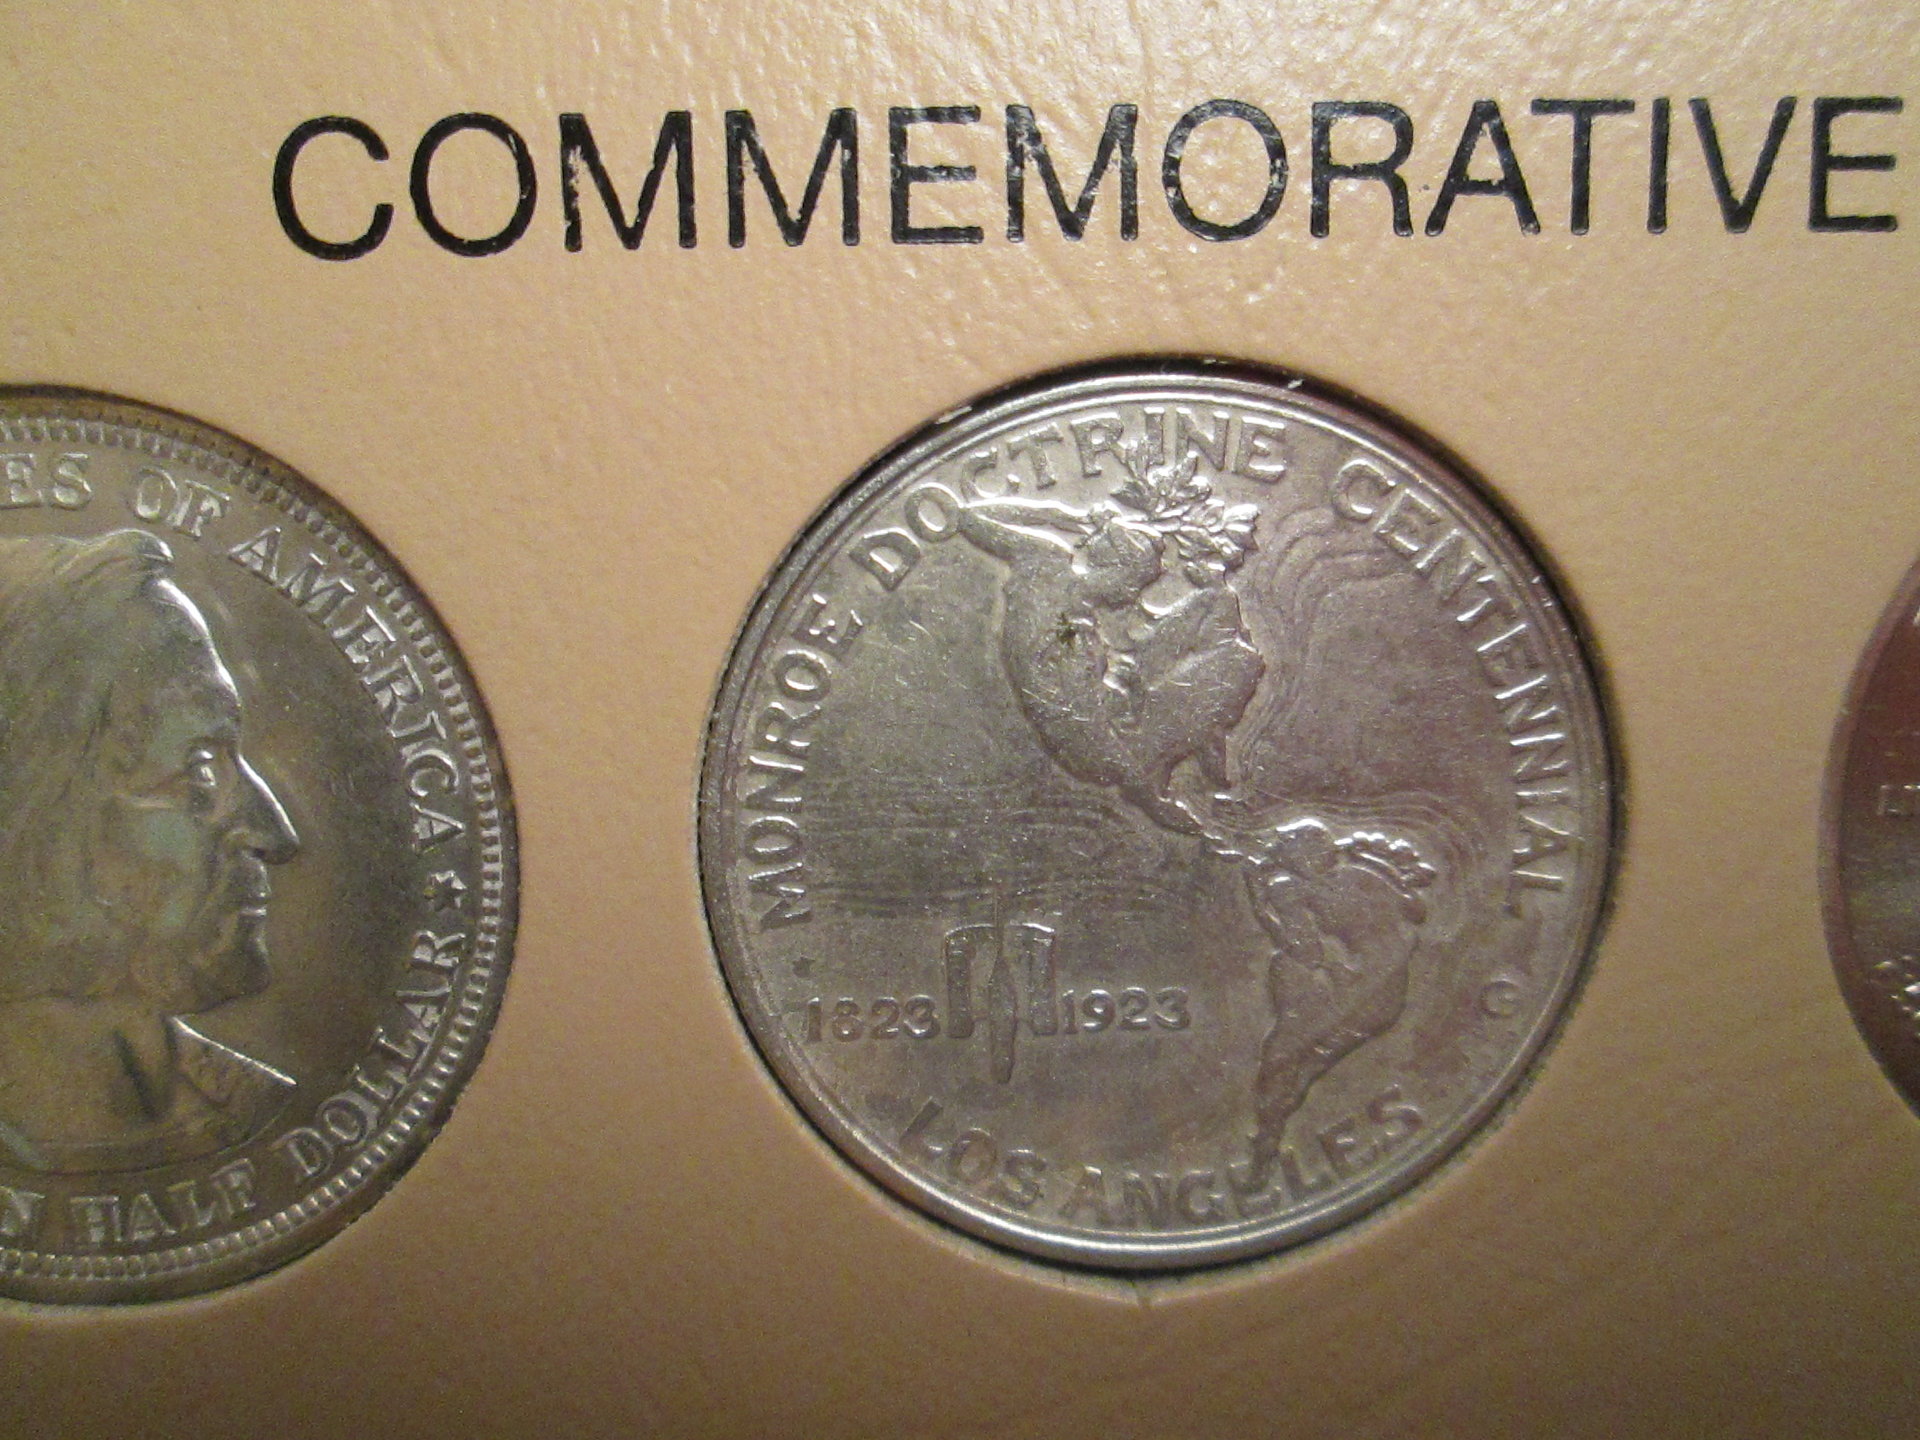 COMMEMORATIVE
ES OF AMERICA ★
N HALF DOLLAR
MONROE DOCTRINE CENTENNIAL
1823 1923
LOS ANGELES